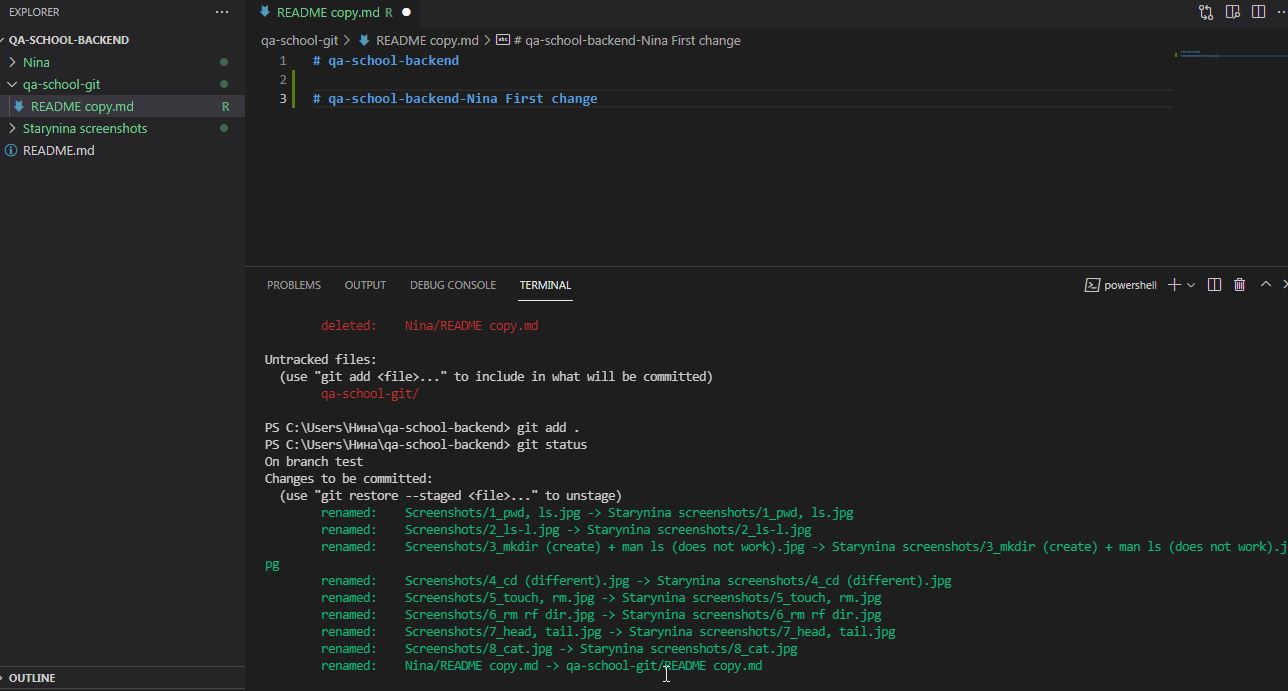 EXPLORER
README copy.md R
QA-SCHOOL-BACKEND
Nina
qa-school-git
README copy.md R
Starynina screenshots
README.md
OUTLINE
qa-school-git > README copy.md > # qa-school-backend-Nina First change
1 # qa-school-backend
2
3 # qa-school-backend-Nina First change
PROBLEMS OUTPUT DEBUG CONSOLE TERMINAL powershell
deleted: Nina/README copy.md
Untracked files:
(use "git add <file>..." to include in what will be committed)
qa-school-git/
PS C:\Users\Нина\qa-school-backend> git add .
PS C:\Users\Нина\qa-school-backend> git status
On branch test
Changes to be committed:
(use "git restore --staged <file>..." to unstage)
renamed: Screenshots/1_pwd, ls.jpg -> Starynina screenshots/1_pwd, ls.jpg
renamed: Screenshots/2_ls-l.jpg -> Starynina screenshots/2_ls-l.jpg
renamed: Screenshots/3_mkdir (create) + man ls (does not work).jpg -> Starynina screenshots/3_mkdir (create) + man ls (does not work).j
pg
renamed: Screenshots/4_cd (different).jpg -> Starynina screenshots/4_cd (different).jpg
renamed: Screenshots/5_touch, rm.jpg -> Starynina screenshots/5_touch, rm.jpg
renamed: Screenshots/6_rm rf dir.jpg -> Starynina screenshots/6_rm rf dir.jpg
renamed: Screenshots/7_head, tail.jpg -> Starynina screenshots/7_head, tail.jpg
renamed: Screenshots/8_cat.jpg -> Starynina screenshots/8_cat.jpg
renamed: Nina/README copy.md -> qa-school-git/README copy.md